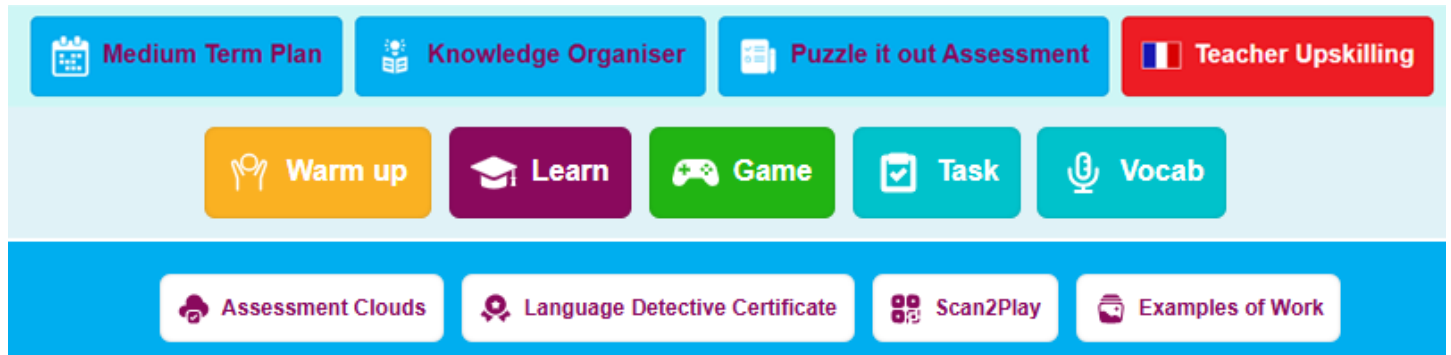 Medium Term Plan Knowledge Organiser Puzzle it out Assessment Teacher Upskilling
Warm up Learn Game Task Vocab
Assessment Clouds Language Detective Certificate Scan2Play Examples of Work